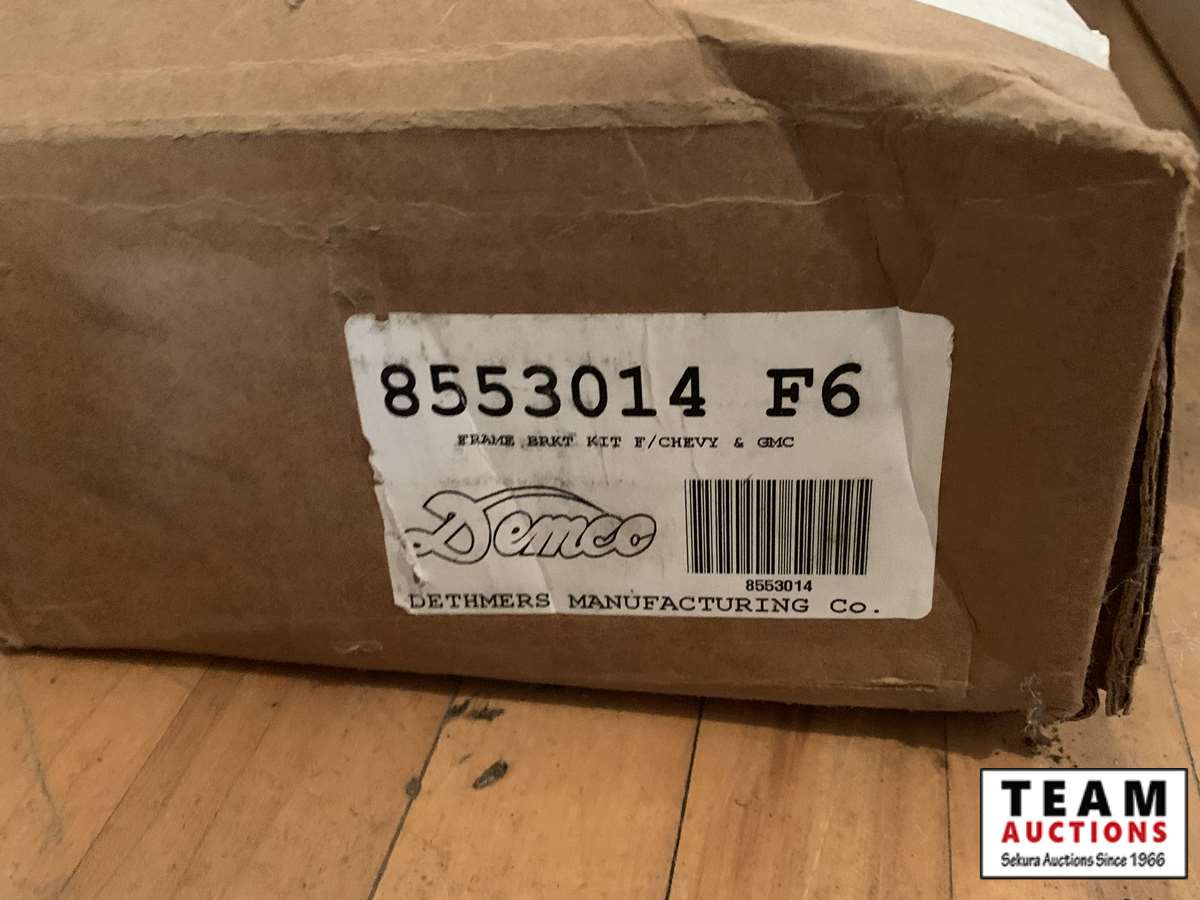 8553014 F6
FRAME BRKT KIT F/CHEVY & GMC
Demco
8553014
DETHMERS MANUFACTURING Co.
TEAM
AUCTIONS
Sekura Auctions Since 1966